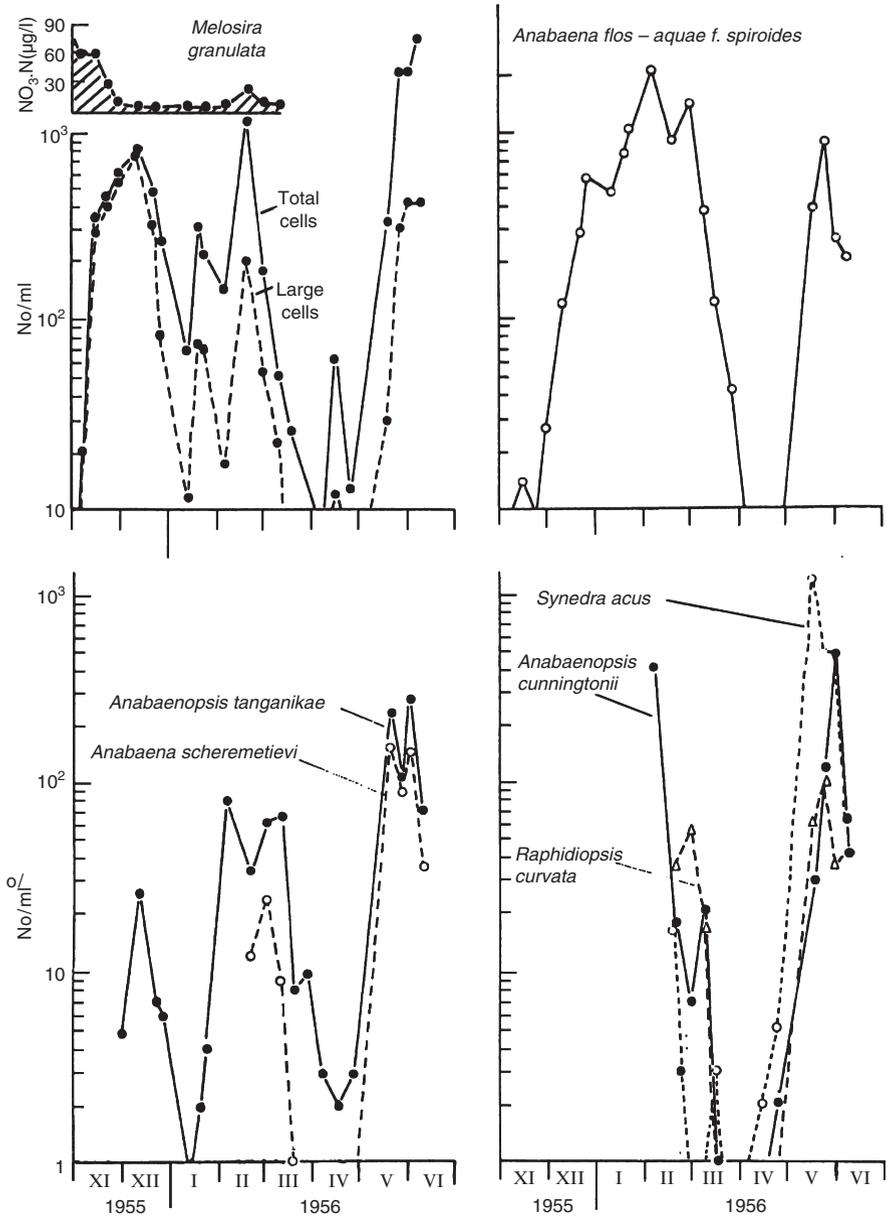 90
60
30
NO3.N(µg/l)
Melosira
granulata
10³
10²
10
No/ml
Total
cells
Large
cells
Anabaena flos – aquae f. spiroides
10³
10²
10
1
No/ml
Anabaenopsis tanganikae
Anabaena scheremetievi
XI XII I II III IV V VI
1955 1956
Synedra acus
Anabaenopsis
cunningtonii
Raphidiopsis
curvata
XI XII I II III IV V VI
1955 1956